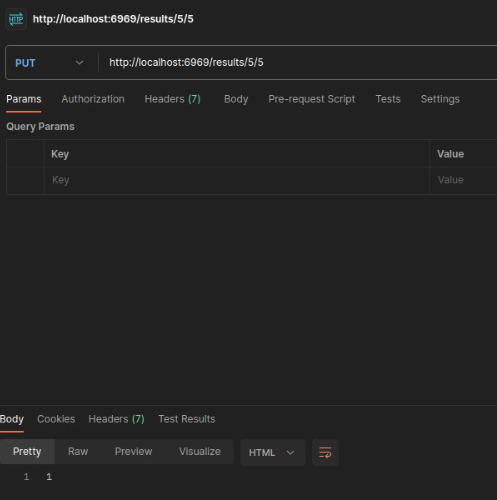 HTTP http://localhost:6969/results/5/5
PUT http://localhost:6969/results/5/5
Params Authorization Headers (7) Body Pre-request Script Tests Settings
Query Params
Key Value
Key Value
Body Cookies Headers (7) Test Results
Pretty Raw Preview Visualize HTML
1 1